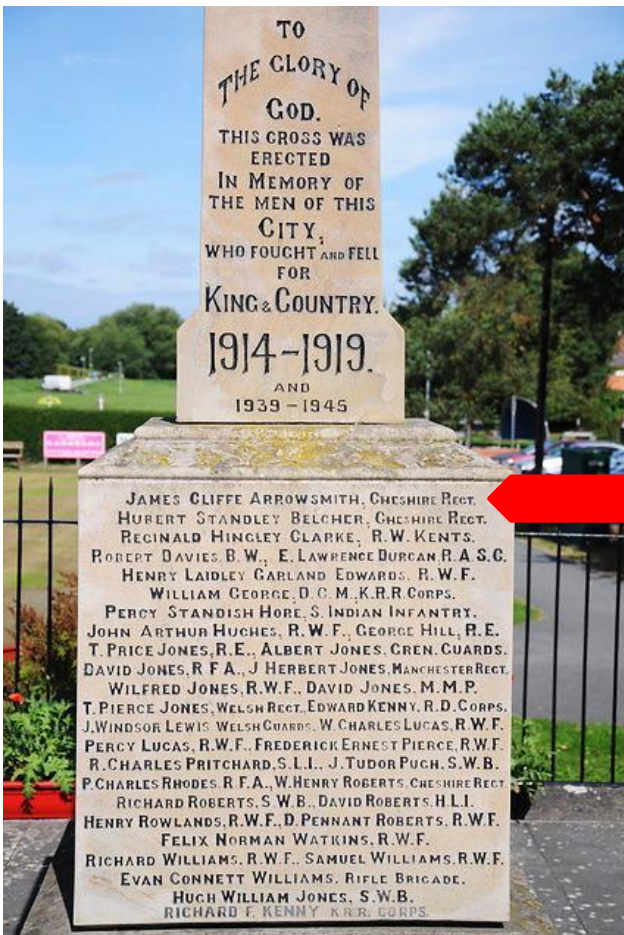 TO
THE GLORY OF
GOD.
THIS CROSS WAS
ERECTED
IN MEMORY OF
THE MEN OF THIS
CITY,
WHO FOUGHT AND FELL
FOR
KING & COUNTRY.
1914-1919.
AND
1939-1945
JAMES CLIFFE ARROWSMITH, CHESHIRE REGT.
HUBERT STANDLEY BELCHER, CHESHIRE REGT.
REGINALD HINGLEY CLARKE, R.W. KENTS.
ROBERT DAVIES. B.W., E. LAWRENCE DURCAN. R.A.S.C.
HENRY LAIDLEY GARLAND EDWARDS. R.W.F.
WILLIAM GEORGE, D.C.M., K.R.R. CORPS.
PERCY STANDISH HORE, S. INDIAN INFANTRY.
JOHN ARTHUR HUGHES, R.W.F., GEORGE HILL, R.E.
T. PRICE JONES, R.E., ALBERT JONES, GREN. GUARDS.
DAVID JONES, R.F.A., J HERBERT JONES, MANCHESTER REGT.
WILFRED JONES, R.W.F., DAVID JONES. M.M.P.
T. PIERCE JONES, WELSH REGT., EDWARD KENNY, R.D. CORPS.
J. WINDSOR LEWIS WELSH GUARDS. W. CHARLES LUCAS, R.W.F.
PERCY LUCAS, R.W.F., FREDERICK ERNEST PIERCE, R.W.F.
R. CHARLES PRITCHARD, S.L.I., J. TUDOR PUGH. S.W.B.
P. CHARLES RHODES. R.F.A., W. HENRY ROBERTS, CHESHIRE REGT
RICHARD ROBERTS, S.W.B., DAVID ROBERTS, H.L.I.
HENRY ROWLANDS, R.W.F., D. PENNANT ROBERTS. R.W.F.
FELIX NORMAN WATKINS, R.W.F.
RICHARD WILLIAMS. R.W.F., SAMUEL WILLIAMS, R.W.F.
EVAN CONNETT WILLIAMS. RIFLE BRIGADE.
HUGH WILLIAM JONES, S.W.B.
RICHARD F. KENNY K.R.R. CORPS.